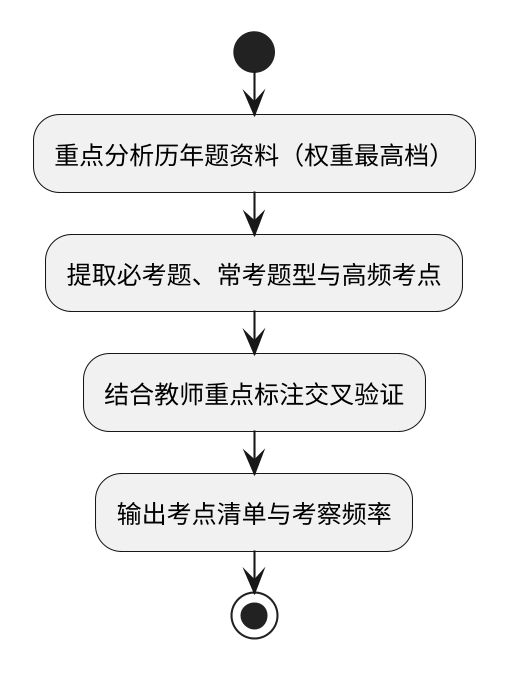 重点分析历年题资料（权重最高档）
提取必考题、常考题型与高频考点
结合教师重点标注交叉验证
输出考点清单与考察频率